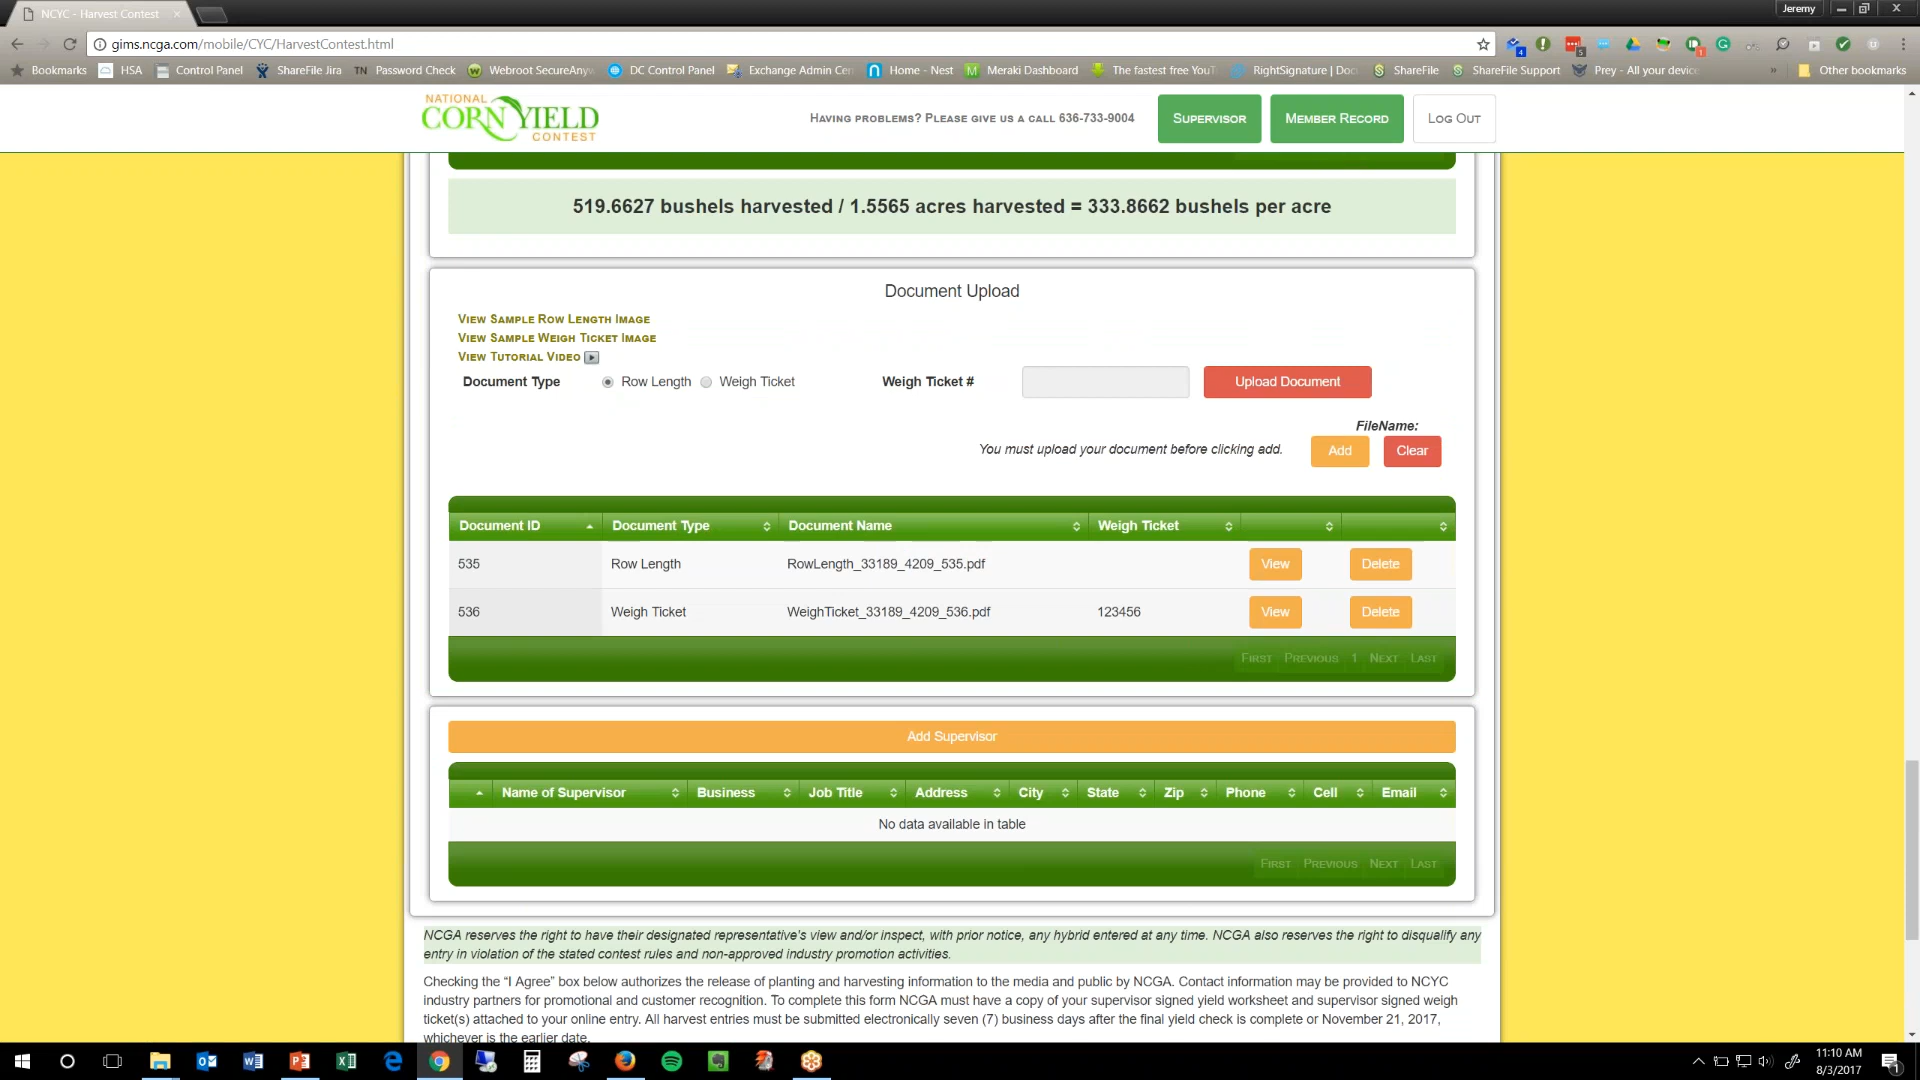 NCYC - Harvest Contest
Jeremy
gims.ncga.com/mobile/CYC/HarvestContest.html
Bookmarks HSA Control Panel ShareFile Jira Password Check Webroot SecureAnyw DC Control Panel Exchange Admin Cen Home - Nest Meraki Dashboard The fastest free YouT RightSignature | Doc ShareFile ShareFile Support Prey - All your device » Other bookmarks
NATIONAL
CORN YIELD
CONTEST
Having problems? Please give us a call 636-733-9004
Supervisor
Member Record
Log Out
519.6627 bushels harvested / 1.5565 acres harvested = 333.8662 bushels per acre
Document Upload
View Sample Row Length Image
View Sample Weigh Ticket Image
View Tutorial Video
Document Type Row Length Weigh Ticket Weigh Ticket # Upload Document
FileName:
You must upload your document before clicking add. Add Clear
Document ID Document Type Document Name Weigh Ticket
535 Row Length RowLength_33189_4209_535.pdf View Delete
536 Weigh Ticket WeighTicket_33189_4209_536.pdf 123456 View Delete
First Previous 1 Next Last
Add Supervisor
Name of Supervisor Business Job Title Address City State Zip Phone Cell Email
No data available in table
First Previous Next Last
NCGA reserves the right to have their designated representative's view and/or inspect, with prior notice, any hybrid entered at any time. NCGA also reserves the right to disqualify any
entry in violation of the stated contest rules and non-approved industry promotion activities.
Checking the “I Agree” box below authorizes the release of planting and harvesting information to the media and public by NCGA. Contact information may be provided to NCYC
industry partners for promotional and customer recognition. To complete this form NCGA must have a copy of your supervisor signed yield worksheet and supervisor signed weigh
ticket(s) attached to your online entry. All harvest entries must be submitted electronically seven (7) business days after the final yield check is complete or November 21, 2017,
whichever is the earlier date.
11:10 AM
8/3/2017